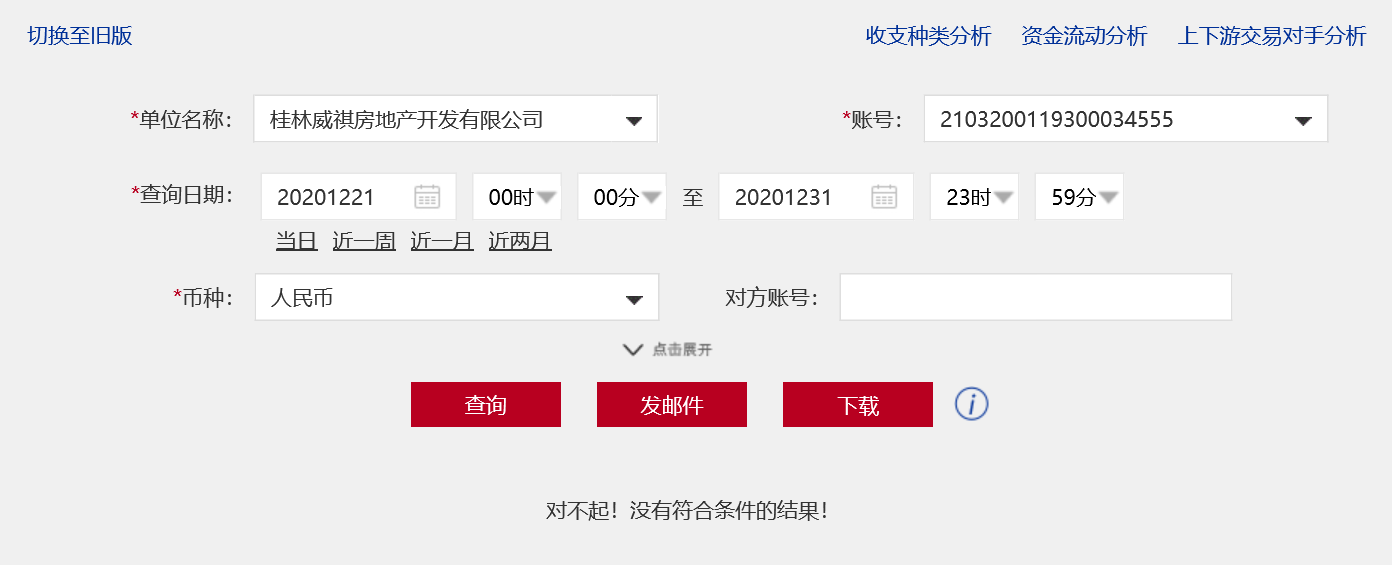 切换至旧版 收支种类分析 资金流动分析 上下游交易对手分析
*单位名称： 桂林威祺房地产开发有限公司 *账号： 2103200119300034555
*查询日期： 20201221 00时 00分 至 20201231 23时 59分
当日 近一周 近一月 近两月
*币种： 人民币 对方账号：
点击展开
查询 发邮件 下载 i
对不起！没有符合条件的结果！